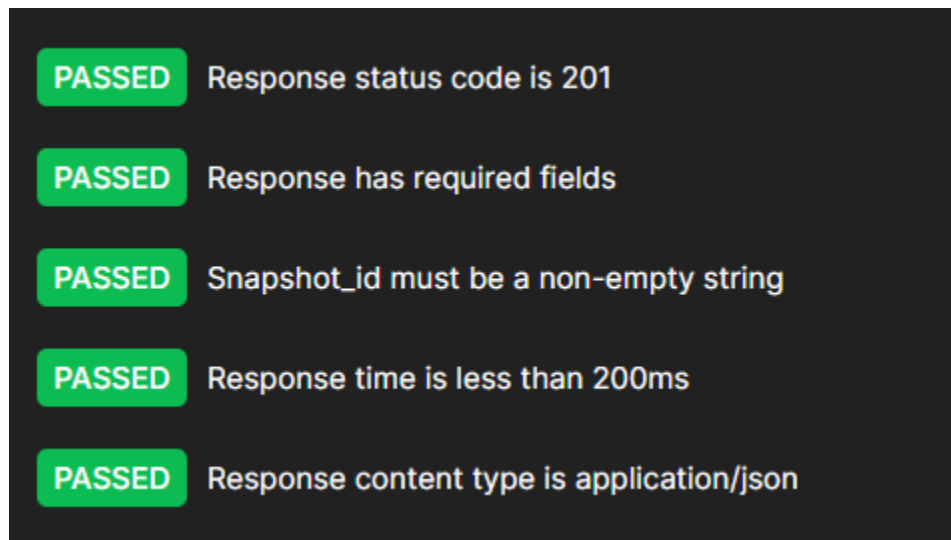 PASSED Response status code is 201
PASSED Response has required fields
PASSED Snapshot_id must be a non-empty string
PASSED Response time is less than 200ms
PASSED Response content type is application/json